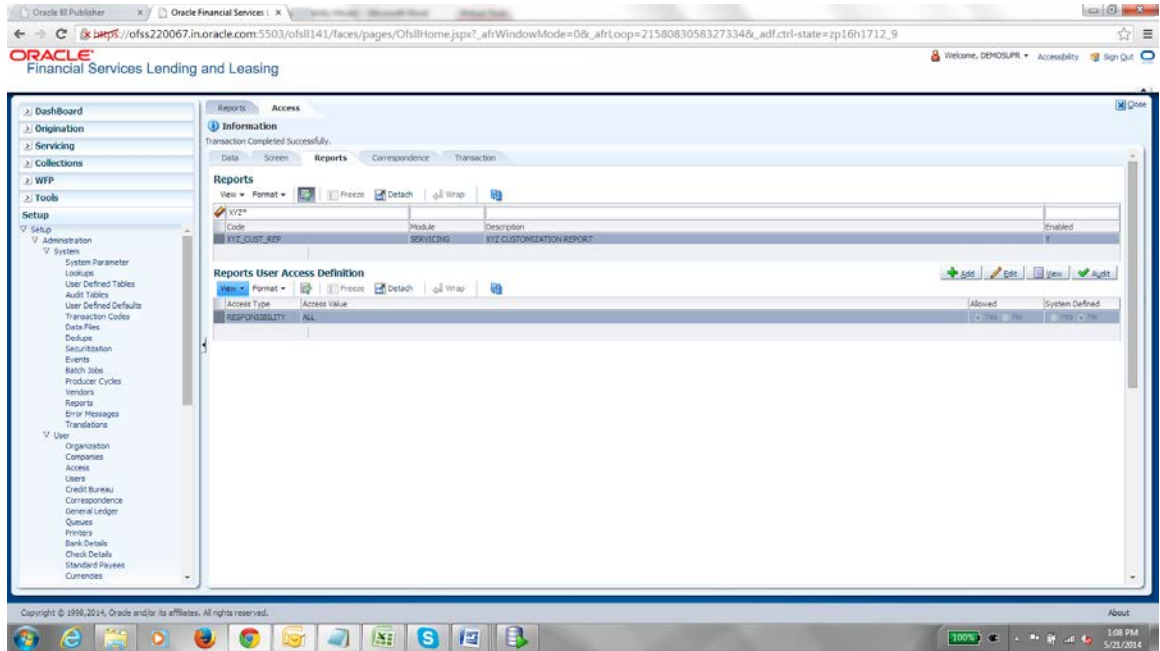 Oracle BI Publisher
Oracle Financial Services L
https://ofss220067.in.oracle.com:5503/ofsll141/faces/pages/OfsllHome.jspx?_afrWindowMode=0&_afrLoop=2158083058327334&_adf.ctrl-state=zp16h1712_9
ORACLE
Financial Services Lending and Leasing
Welcome, DEMOSUPR
Accessibility
Sign Out
DashBoard
Origination
Servicing
Collections
WFP
Tools
Setup
Setup
Administration
System
System Parameter
Lookups
User Defined Tables
Audit Tables
User Defined Defaults
Transaction Codes
Data Files
Dedupe
Securitization
Events
Batch Jobs
Producer Cycles
Vendors
Reports
Error Messages
Translations
User
Organization
Companies
Access
Users
Credit Bureau
Correspondence
General Ledger
Queues
Printers
Bank Details
Check Details
Standard Payees
Currencies
Reports Access
Close
Information
Transaction Completed Successfully.
Data Screen Reports Correspondence Transaction
Reports
View Format Freeze Detach Wrap
XYZ*
Code Module Description Enabled
XYZ_CUST_REP SERVICING XYZ CUSTOMIZATION REPORT Y
Reports User Access Definition
Add Edit View Audit
View Format Freeze Detach Wrap
Access Type Access Value Allowed System Defined
RESPONSIBILITY ALL Yes No Yes No
Copyright © 1998,2014, Oracle and/or its affiliates. All rights reserved.
About
100%
1:08 PM
5/21/2014